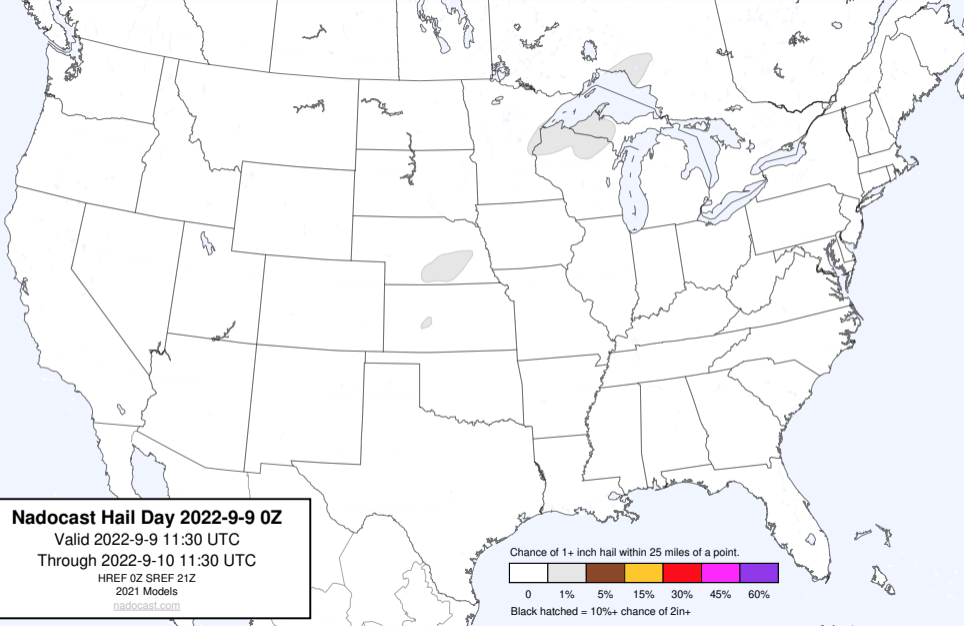 Nadocast Hail Day 2022-9-9 0Z
Valid 2022-9-9 11:30 UTC
Through 2022-9-10 11:30 UTC
HREF 0Z SREF 21Z
2021 Models
nadocast.com
Chance of 1+ inch hail within 25 miles of a point.
0 1% 5% 15% 30% 45% 60%
Black hatched = 10%+ chance of 2in+